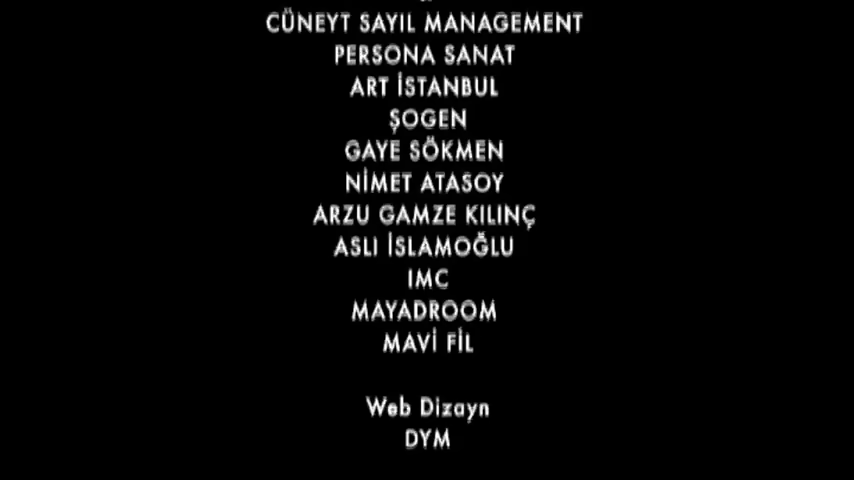 CÜNEYT SAYIL MANAGEMENT
PERSONA SANAT
ART İSTANBUL
ŞOGEN
GAYE SÖKMEN
NİMET ATASOY
ARZU GAMZE KILINÇ
ASLI İSLAMOĞLU
IMC
MAYADROOM
MAVİ FİL
Web Dizayn
DYM